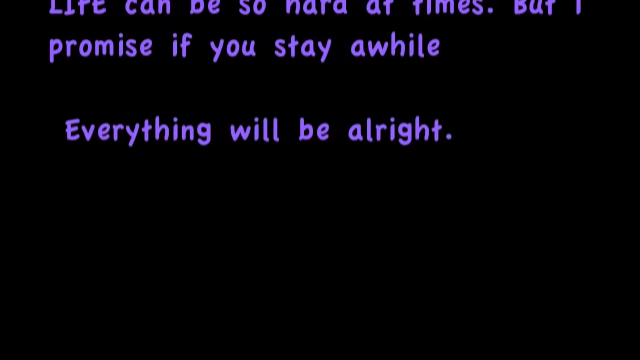 LIFE can be so hard at times. But I
promise if you stay awhile
Everything will be alright.